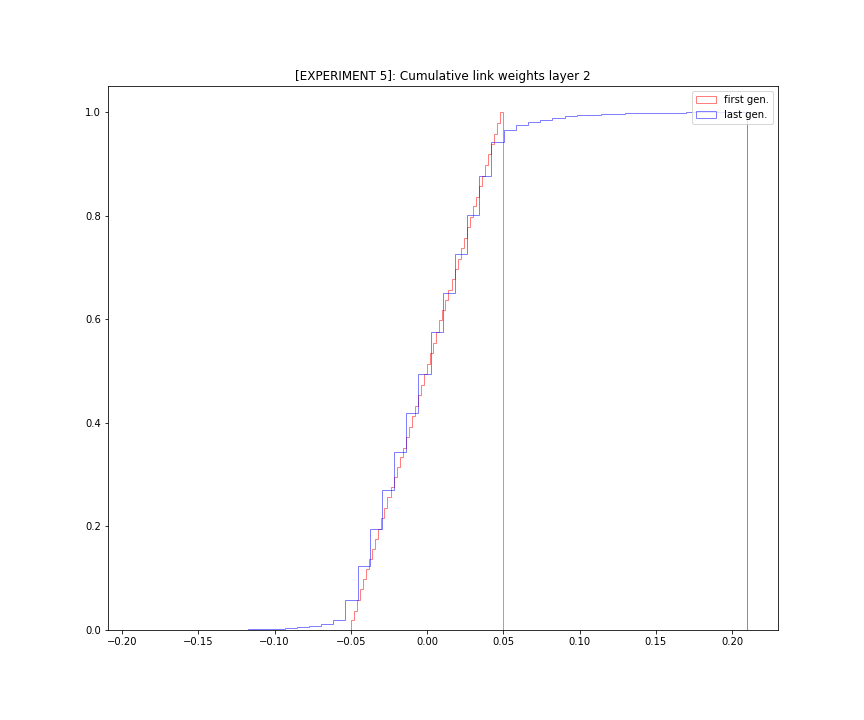 [EXPERIMENT 5]: Cumulative link weights layer 2
first gen.
last gen.
1.0
0.8
0.6
0.4
0.2
0.0
−0.20 −0.15 −0.10 −0.05 0.00 0.05 0.10 0.15 0.20